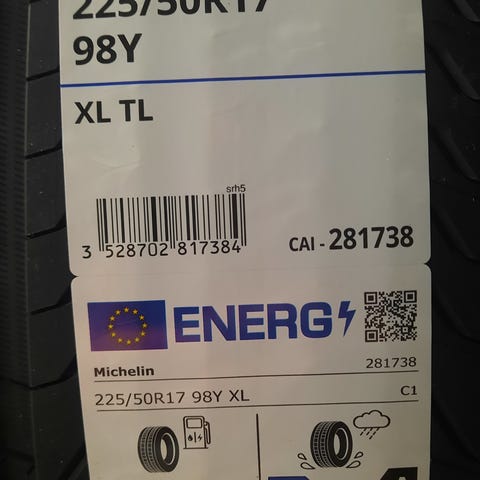 225/50R17
98Y
XL TL
srh5
3 528702 817384
CAI - 281738
ENERG
Michelin
281738
225/50R17 98Y XL
C1
A